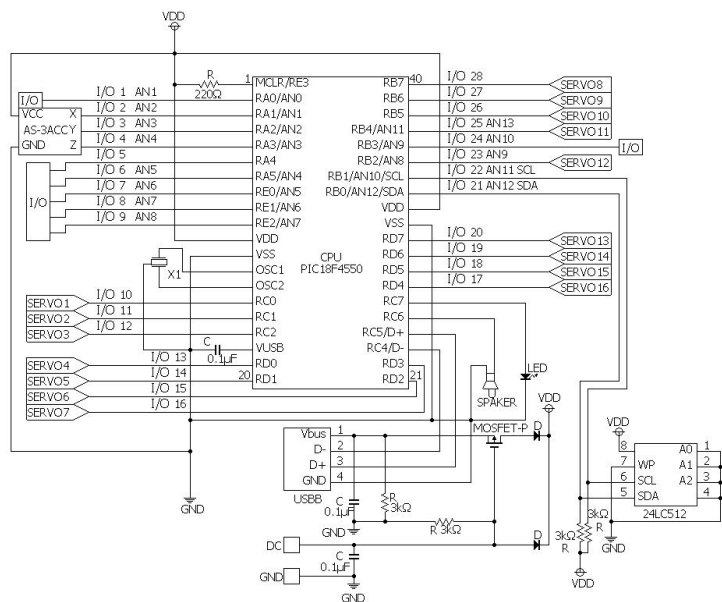 VDD
R
220Ω
1
MCLR/RE3
RA0/AN0
RA1/AN1
RA2/AN2
RA3/AN3
RA4
RA5/AN4
RE0/AN5
RE1/AN6
RE2/AN7
VDD
VSS
OSC1
OSC2
RC0
RC1
RC2
VUSB
RD0
20 RD1
CPU
PIC18F4550
RB7 40
RB6
RB5
RB4/AN11
RB3/AN9
RB2/AN8
RB1/AN10/SCL
RB0/AN12/SDA
VDD
VSS
RD7
RD6
RD5
RD4
RC7
RC6
RC5/D+
RC4/D-
RD3
RD2 21
I/O
VCC X
AS-3ACC Y
GND Z
I/O
I/O 1 AN1
I/O 2 AN2
I/O 3 AN3
I/O 4 AN4
I/O 5
I/O 6 AN5
I/O 7 AN6
I/O 8 AN7
I/O 9 AN8
X1
I/O 10
I/O 11
I/O 12
SERVO1
SERVO2
SERVO3
C
0.1µF
I/O 13
I/O 14
I/O 15
I/O 16
SERVO4
SERVO5
SERVO6
SERVO7
I/O 28
I/O 27
I/O 26
I/O 25 AN13
I/O 24 AN10
I/O 23 AN9
I/O 22 AN11 SCL
I/O 21 AN12 SDA
SERVO8
SERVO9
SERVO10
SERVO11
I/O
SERVO12
I/O 20
I/O 19
I/O 18
I/O 17
SERVO13
SERVO14
SERVO15
SERVO16
LED
SPAKER
MOSFET-P
D
VDD
Vbus 1
D- 2
D+ 3
GND 4
USBB
GND
C
0.1µF
R
3kΩ
GND
R 3kΩ
D
DC
C
0.1µF
GND
GND
VDD
8 A0 1
7 WP A1 2
6 SCL A2 3
5 SDA 4
24LC512
3kΩ
R
3kΩ
R
GND
VDD